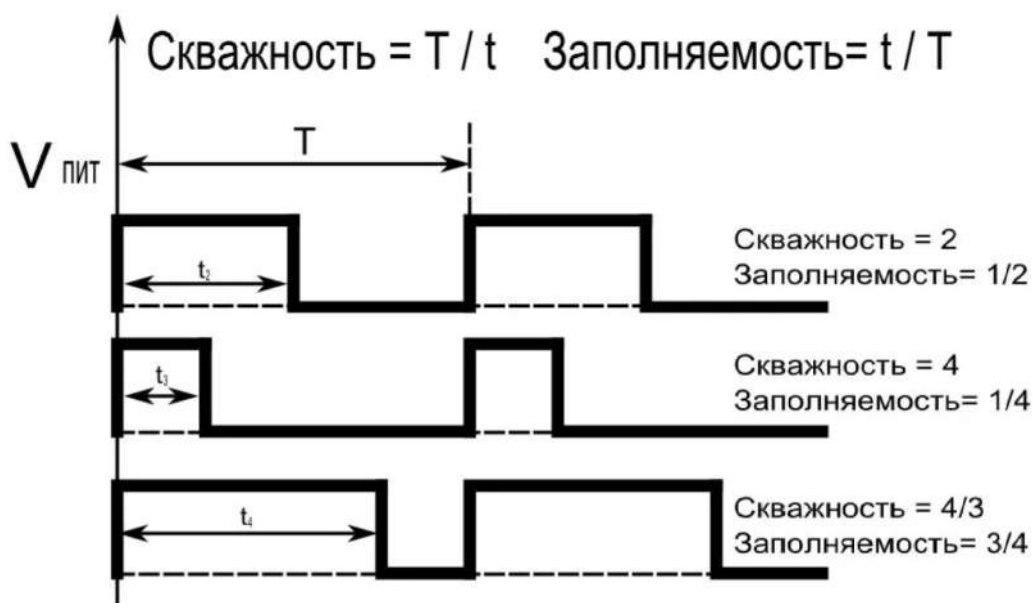 Скважность = T / t Заполняемость= t / T
T
V пит
t₂
Скважность = 2
Заполняемость= 1/2
t₃
Скважность = 4
Заполняемость= 1/4
t₄
Скважность = 4/3
Заполняемость= 3/4